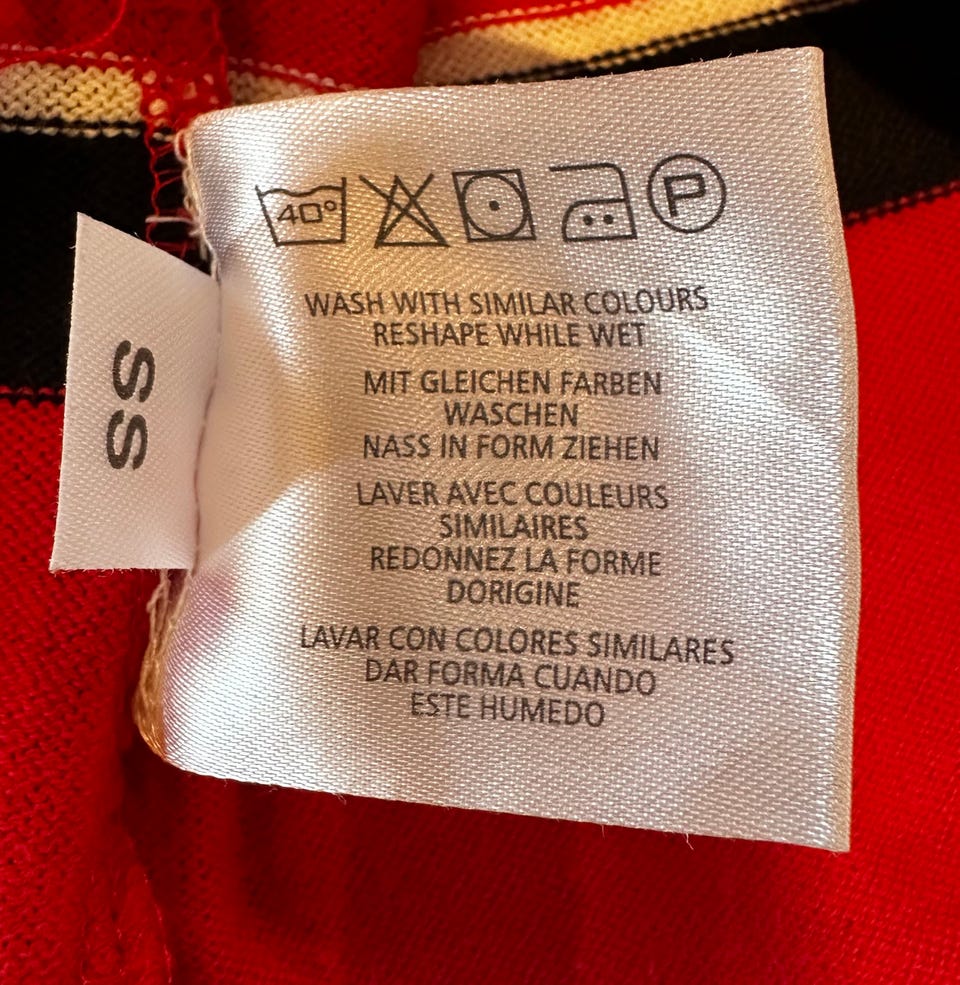 40°
P
WASH WITH SIMILAR COLOURS
RESHAPE WHILE WET
MIT GLEICHEN FARBEN
WASCHEN
NASS IN FORM ZIEHEN
LAVER AVEC COULEURS
SIMILAIRES
REDONNEZ LA FORME
DORIGINE
LAVAR CON COLORES SIMILARES
DAR FORMA CUANDO
ESTE HUMEDO
SS